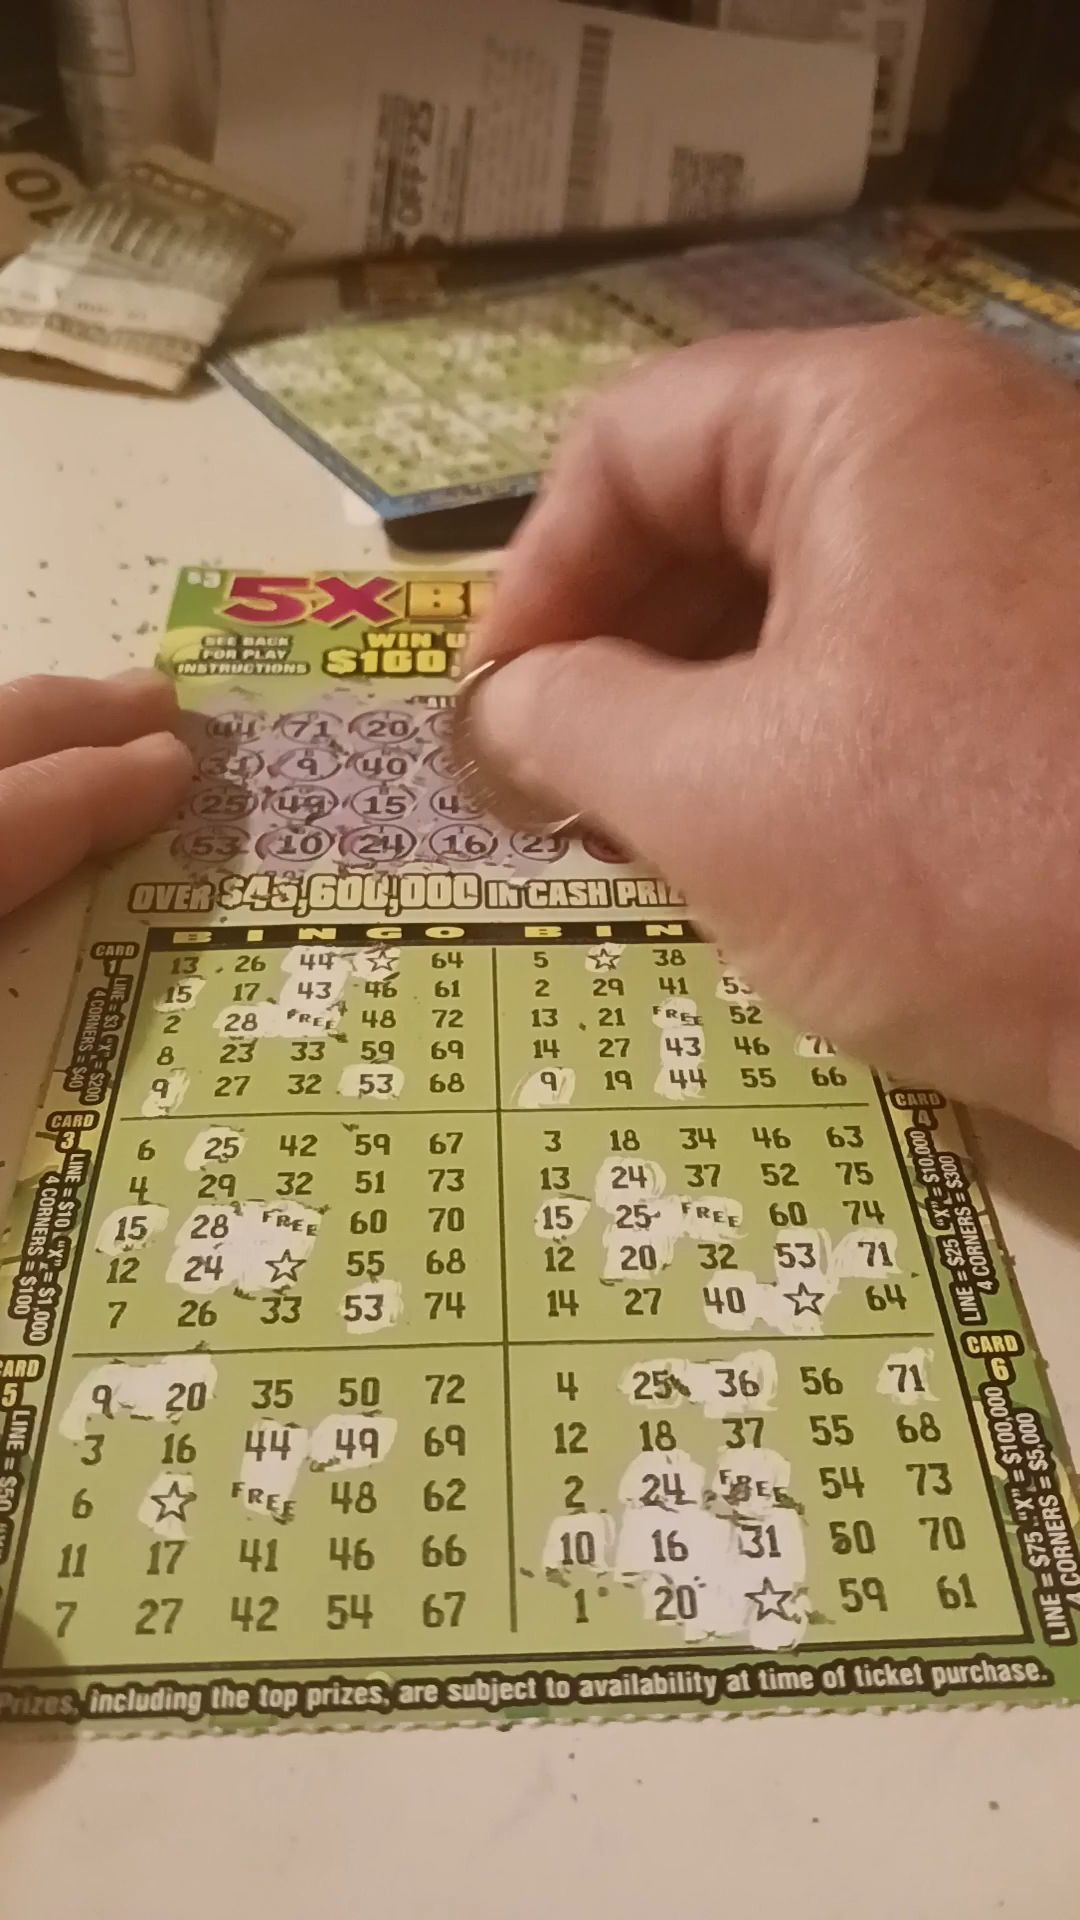 OFF $25
10
$3
5X B
SEE BACK
FOR PLAY
INSTRUCTIONS
WIN U
$100,
44 71 20
31 9 40
25 49 15 43
53 10 24 16 21
OVER $45,600,000 IN CASH PRIZ
B I N G O B I N
CARD
1
LINE = $3 "X" = $200
4 CORNERS = $40
13 26 44 ☆ 64 5 ☆ 38
15 17 43 46 61 2 29 41
2 28 FREE 48 72 13 21 FREE 52
8 23 33 59 69 14 27 43 46 71
9 27 32 53 68 9 19 44 55 66
CARD
3
LINE = $10 "X" = $1,000
4 CORNERS = $100
6 25 42 59 67
4 29 32 51 73
15 28 FREE 60 70
12 24 ☆ 55 68
7 26 33 53 74
CARD
4
LINE = $25 "X" = $10,000
4 CORNERS = $300
3 18 34 46 63
13 24 37 52 75
15 25 FREE 60 74
12 20 32 53 71
14 27 40 ☆ 64
CARD
5
LINE = $50
9 20 35 50 72
3 16 44 49 69
6 ☆ FREE 48 62
11 17 41 46 66
7 27 42 54 67
CARD
6
LINE = $75 "X" = $100,000
4 CORNERS = $5,000
4 25 36 56 71
12 18 37 55 68
2 24 FREE 54 73
10 16 31 50 70
1 20 ☆ 59 61
Prizes, including the top prizes, are subject to availability at time of ticket purchase.